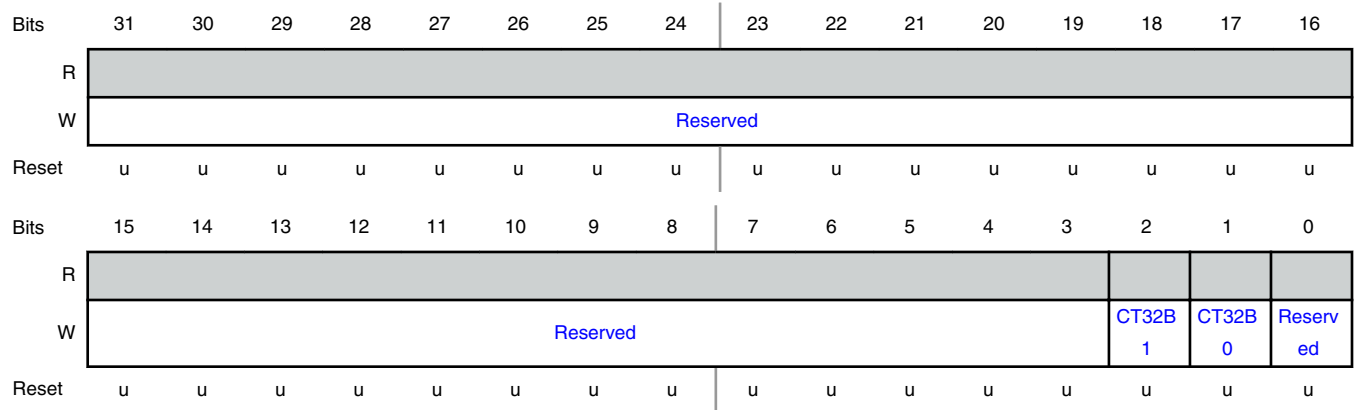 Bits 31 30 29 28 27 26 25 24 23 22 21 20 19 18 17 16
R
W Reserved
Reset u u u u u u u u u u u u u u u u
Bits 15 14 13 12 11 10 9 8 7 6 5 4 3 2 1 0
R
W Reserved CT32B CT32B Reserv
1 0 ed
Reset u u u u u u u u u u u u u u u u